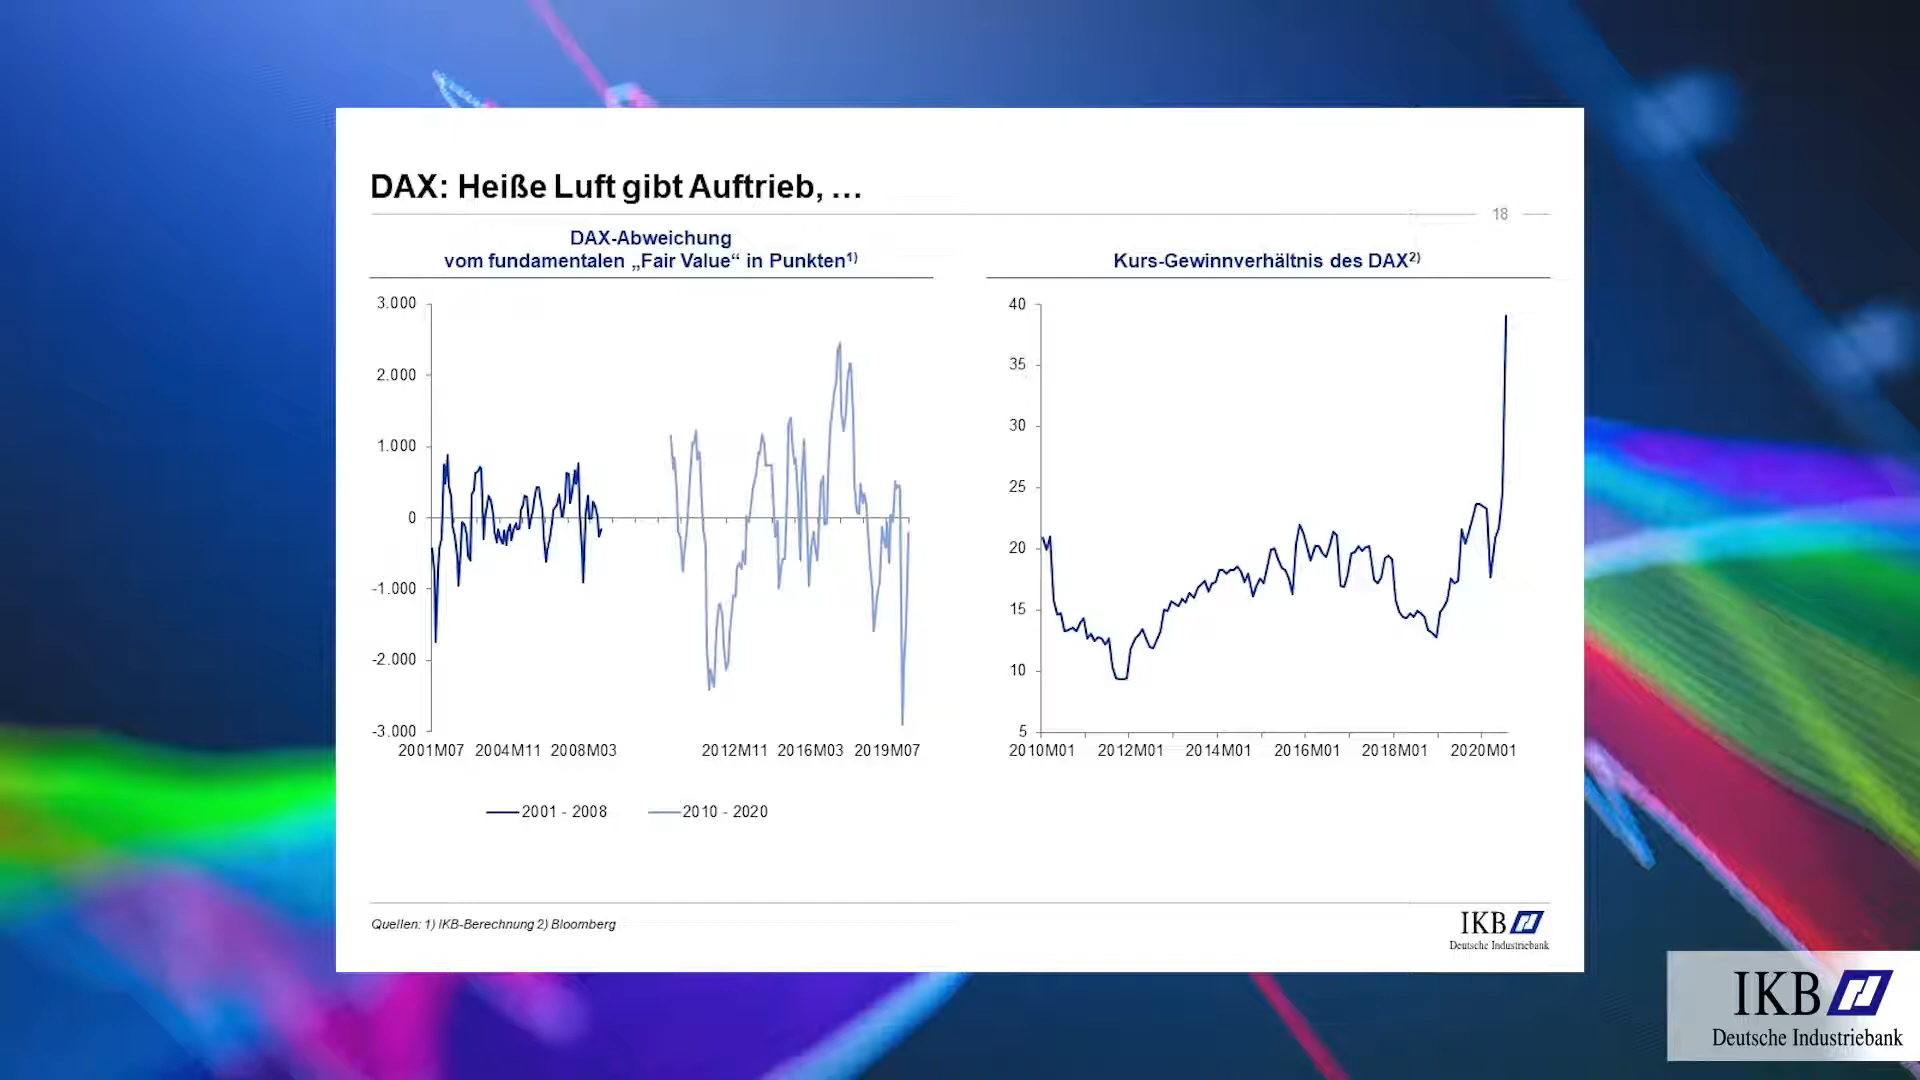 DAX: Heiße Luft gibt Auftrieb, …
18
DAX-Abweichung
vom fundamentalen „Fair Value“ in Punkten1)
3.000
2.000
1.000
0
-1.000
-2.000
-3.000
2001M07 2004M11 2008M03 2012M11 2016M03 2019M07
2001 - 2008 2010 - 2020
Kurs-Gewinnverhältnis des DAX2)
40
35
30
25
20
15
10
5
2010M01 2012M01 2014M01 2016M01 2018M01 2020M01
Quellen: 1) IKB-Berechnung 2) Bloomberg
IKB
Deutsche Industriebank
IKB
Deutsche Industriebank